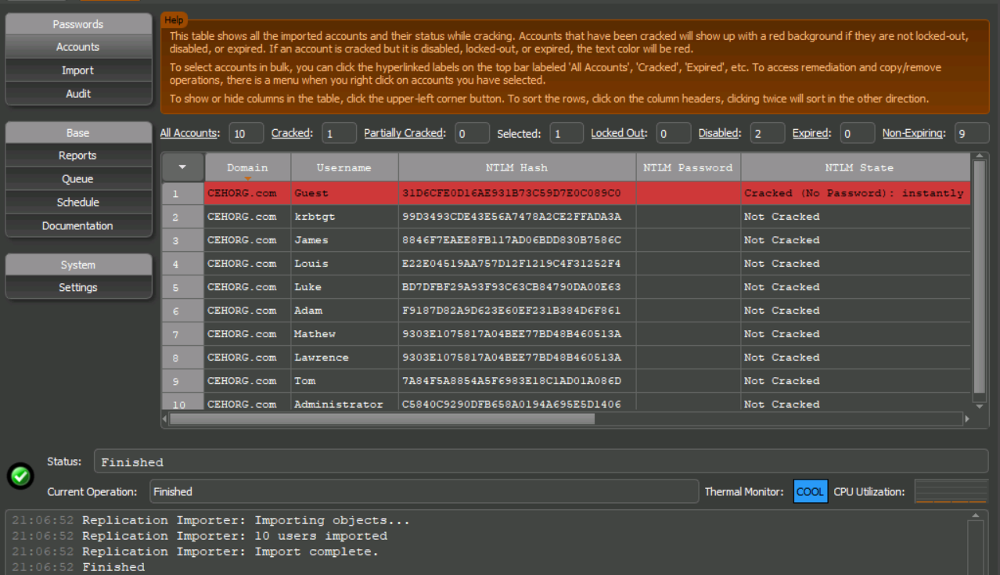 Passwords
Accounts
Import
Audit
Base
Reports
Queue
Schedule
Documentation
System
Settings
Help
This table shows all the imported accounts and their status while cracking. Accounts that have been cracked will show up with a red background if they are not locked-out,
disabled, or expired. If an account is cracked but it is disabled, locked-out, or expired, the text color will be red.
To select accounts in bulk, you can click the hyperlinked labels on the top bar labeled 'All Accounts', 'Cracked', 'Expired', etc. To access remediation and copy/remove
operations, there is a menu when you right click on accounts you have selected.
To show or hide columns in the table, click the upper-left corner button. To sort the rows, click on the column headers, clicking twice will sort in the other direction.
All Accounts: 10 Cracked: 1 Partially Cracked: 0 Selected: 1 Locked Out: 0 Disabled: 2 Expired: 0 Non-Expiring: 9
Domain Username NTLM Hash NTLM Password NTLM State
1 CEHORG.com Guest 31D6CFE0D16AE931B73C59D7E0C089C0 Cracked (No Password): instantly
2 CEHORG.com krbtgt 99D3493CDE43E56A7478A2CE2FFADA3A Not Cracked
3 CEHORG.com James 8846F7EAEE8FB117AD06BDD830B7586C Not Cracked
4 CEHORG.com Louis E22E04519AA757D12F1219C4F31252F4 Not Cracked
5 CEHORG.com Luke BD7DFBF29A93F93C63CB84790DA00E63 Not Cracked
6 CEHORG.com Adam F9187D82A9D623E60EF231B384D6F861 Not Cracked
7 CEHORG.com Mathew 9303E1075817A04BEE77BD48B460513A Not Cracked
8 CEHORG.com Lawrence 9303E1075817A04BEE77BD48B460513A Not Cracked
9 CEHORG.com Tom 7A84F5A8854A5F6983E18C1AD01A086D Not Cracked
10 CEHORG.com Administrator C5840C9290DFB658A0194A695E5D1406 Not Cracked
Status: Finished
Current Operation: Finished Thermal Monitor: COOL CPU Utilization:
21:06:52 Replication Importer: Importing objects...
21:06:52 Replication Importer: 10 users imported
21:06:52 Replication Importer: Import complete.
21:06:52 Finished